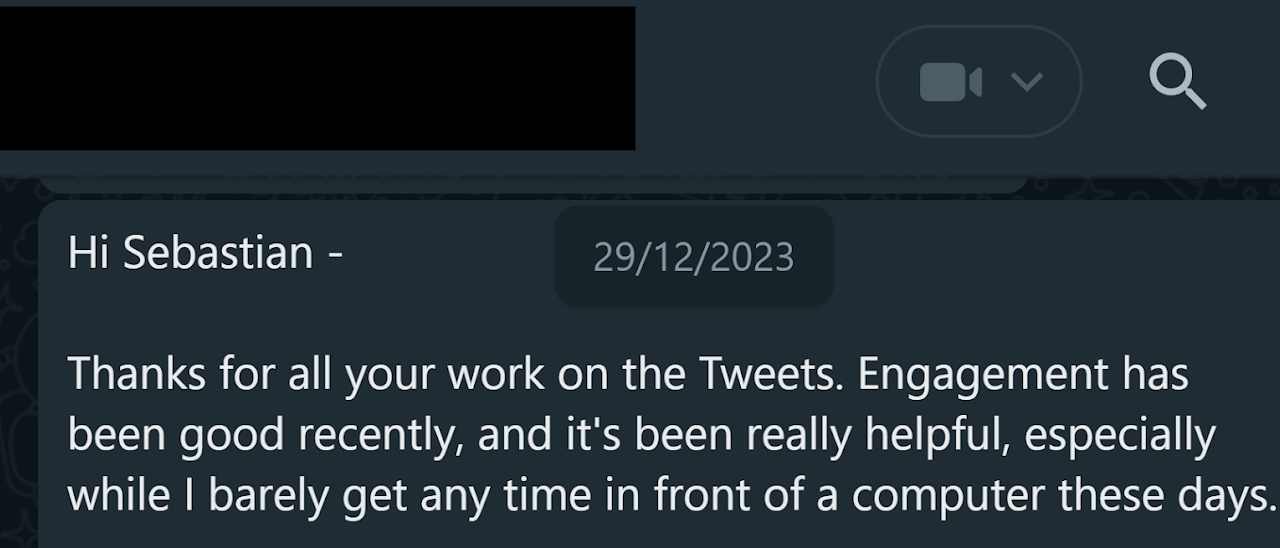 Hi Sebastian -
29/12/2023
Thanks for all your work on the Tweets. Engagement has
been good recently, and it's been really helpful, especially
while I barely get any time in front of a computer these days.